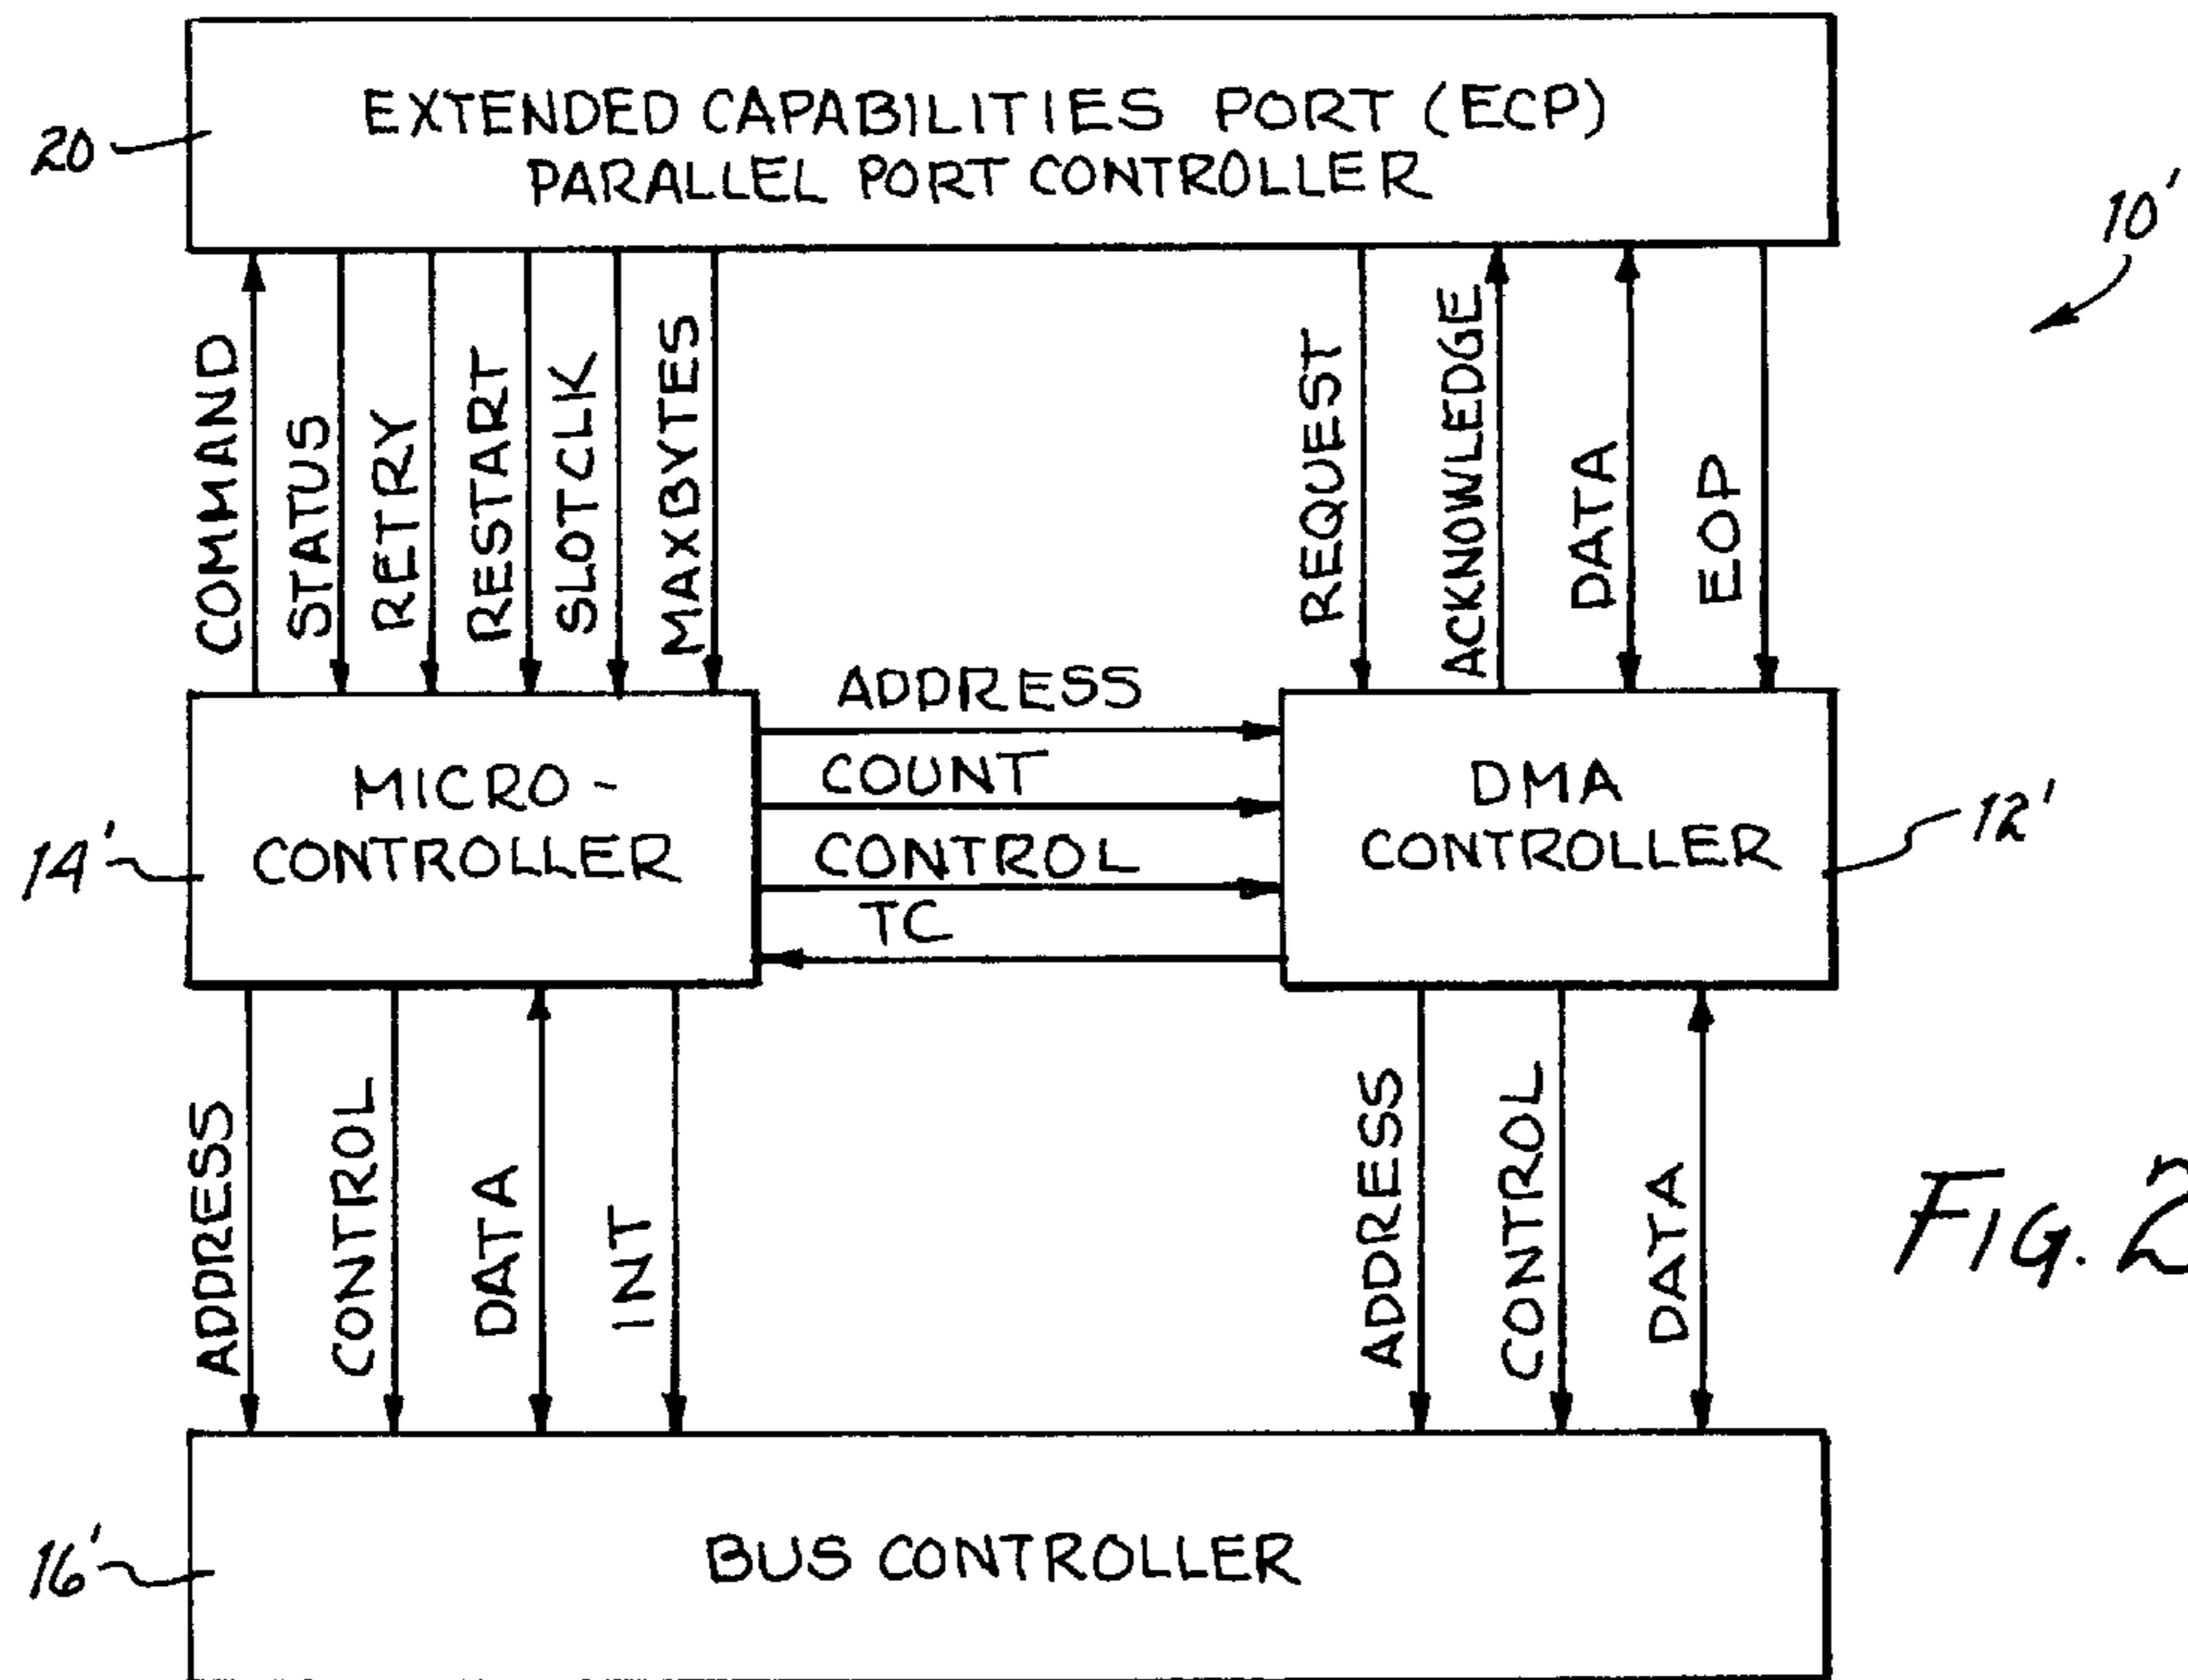 EXTENDED CAPABILITIES PORT (ECP)
PARALLEL PORT CONTROLLER
20
10'
COMMAND
STATUS
RETRY
RESTART
SLOTCLK
MAXBYTES
REQUEST
ACKNOWLEDGE
DATA
EOP
ADDRESS
COUNT
CONTROL
TC
MICRO-
CONTROLLER
14'
DMA
CONTROLLER
12'
ADDRESS
CONTROL
DATA
INT
ADDRESS
CONTROL
DATA
FIG. 2
BUS CONTROLLER
16'